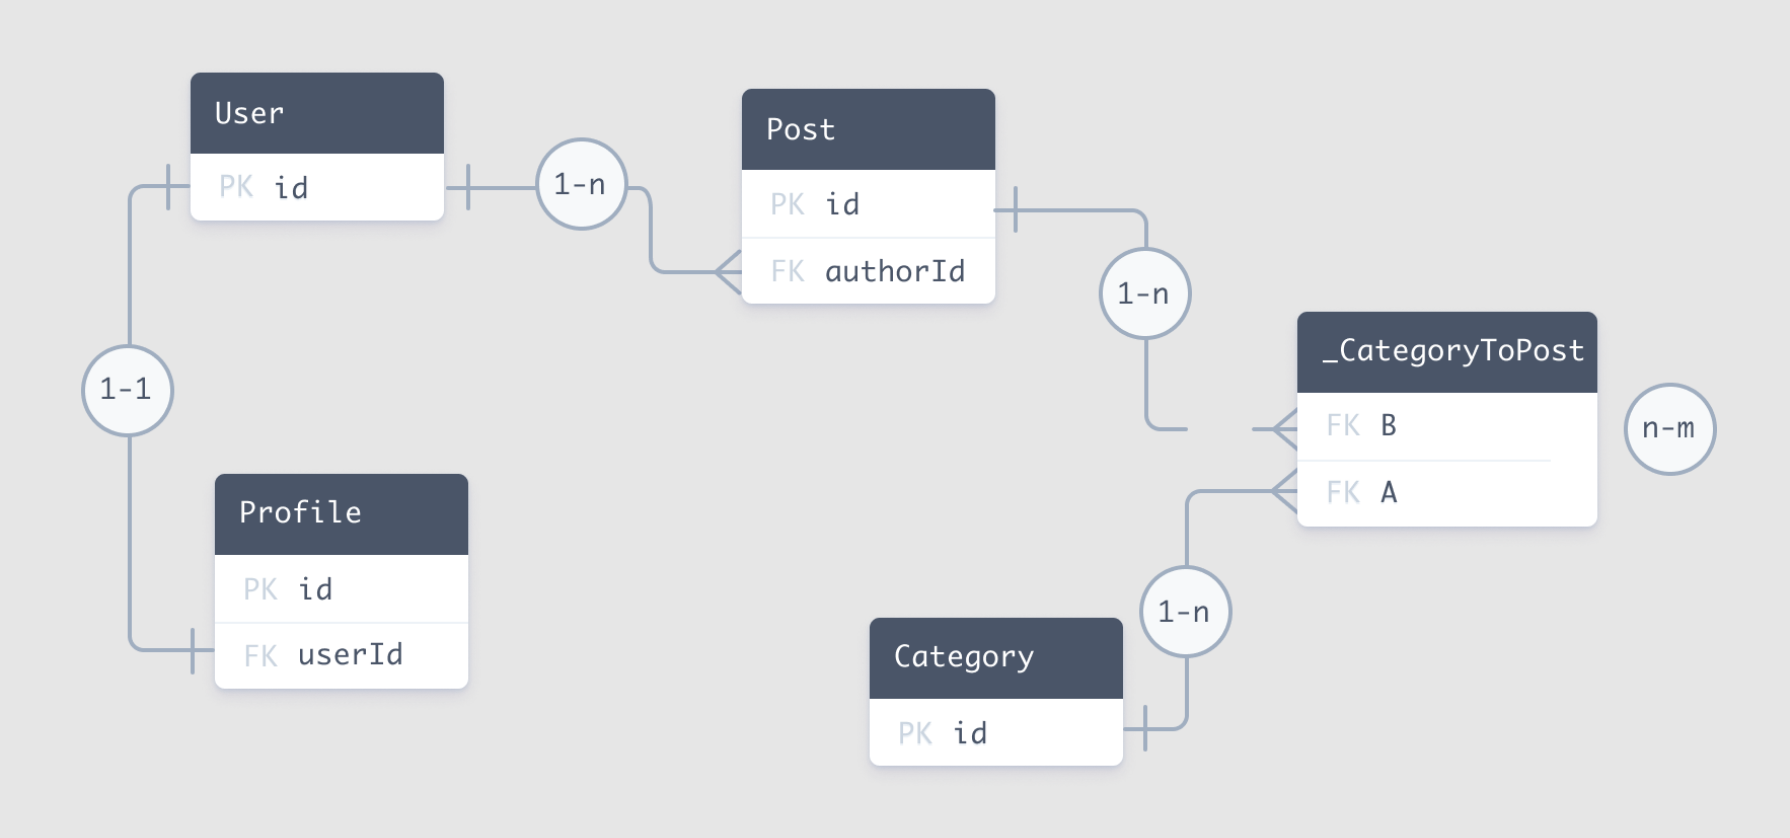 User
PK id
1-n
Post
PK id
FK authorId
1-n
_CategoryToPost
FK B
FK A
n-m
1-1
Profile
PK id
FK userId
1-n
Category
PK id